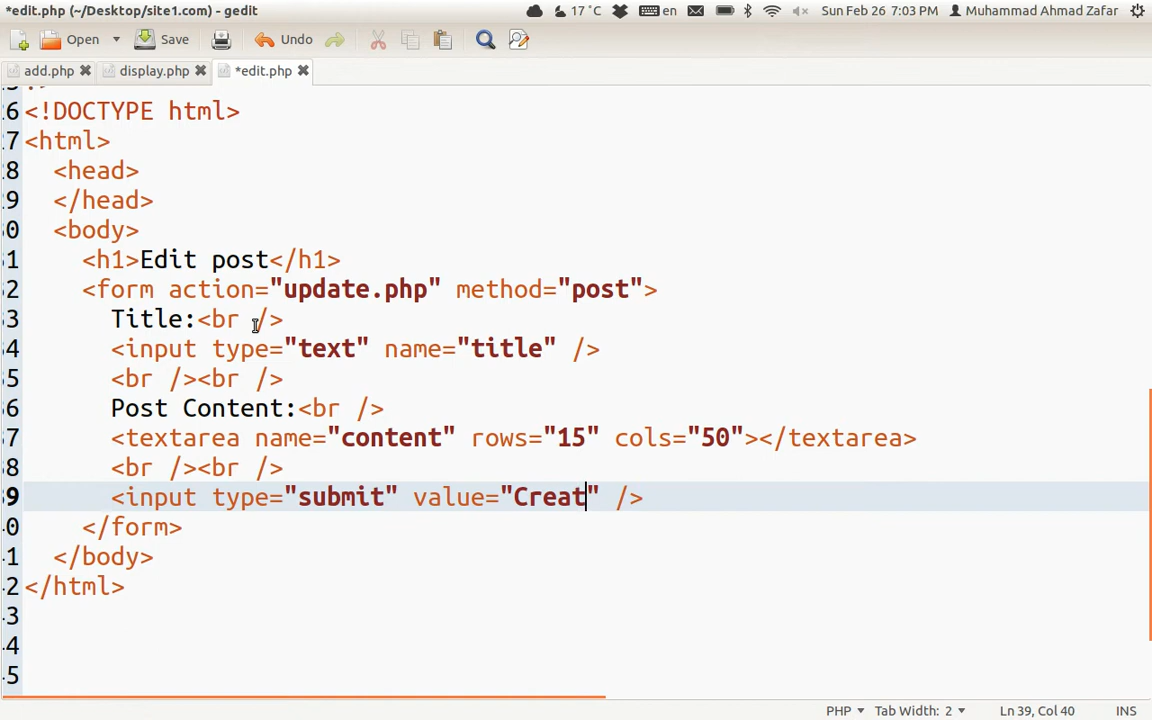 *edit.php (~/Desktop/site1.com) - gedit 17 °C en Sun Feb 26 7:03 PM Muhammad Ahmad Zafar
Open Save Undo
add.php display.php *edit.php
6 <!DOCTYPE html>
7 <html>
8 <head>
9 </head>
0 <body>
1 <h1>Edit post</h1>
2 <form action="update.php" method="post">
3 Title:<br />
4 <input type="text" name="title" />
5 <br /><br />
6 Post Content:<br />
7 <textarea name="content" rows="15" cols="50"></textarea>
8 <br /><br />
9 <input type="submit" value="Creat" />
0 </form>
1 </body>
2 </html>
3
4
5
PHP Tab Width: 2 Ln 39, Col 40 INS